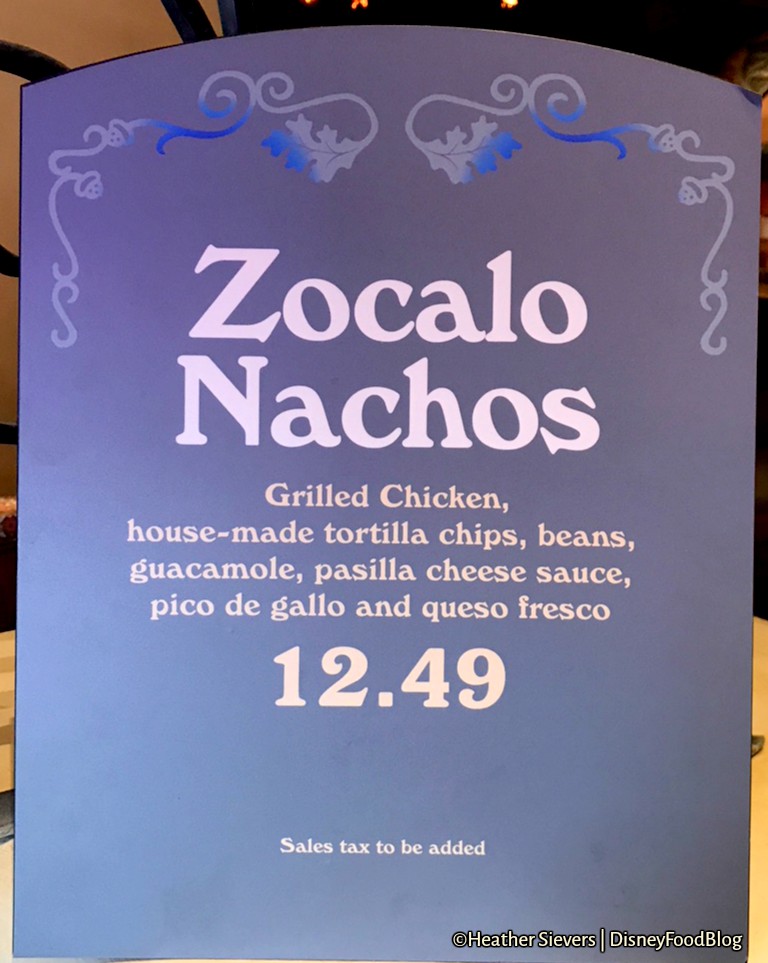 Zocalo
Nachos
Grilled Chicken,
house-made tortilla chips, beans,
guacamole, pasilla cheese sauce,
pico de gallo and queso fresco
12.49
Sales tax to be added
©Heather Sievers | DisneyFoodBlog